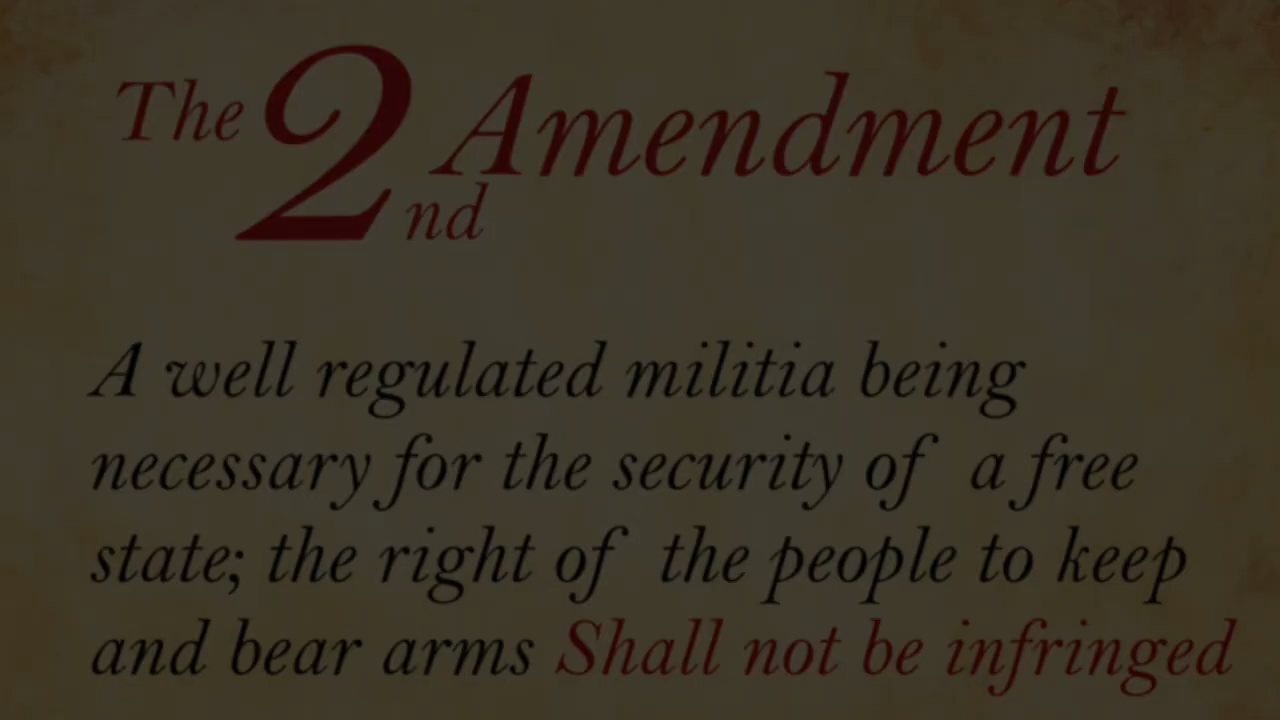 The 2nd Amendment
A well regulated militia being
necessary for the security of a free
state; the right of the people to keep
and bear arms Shall not be infringed